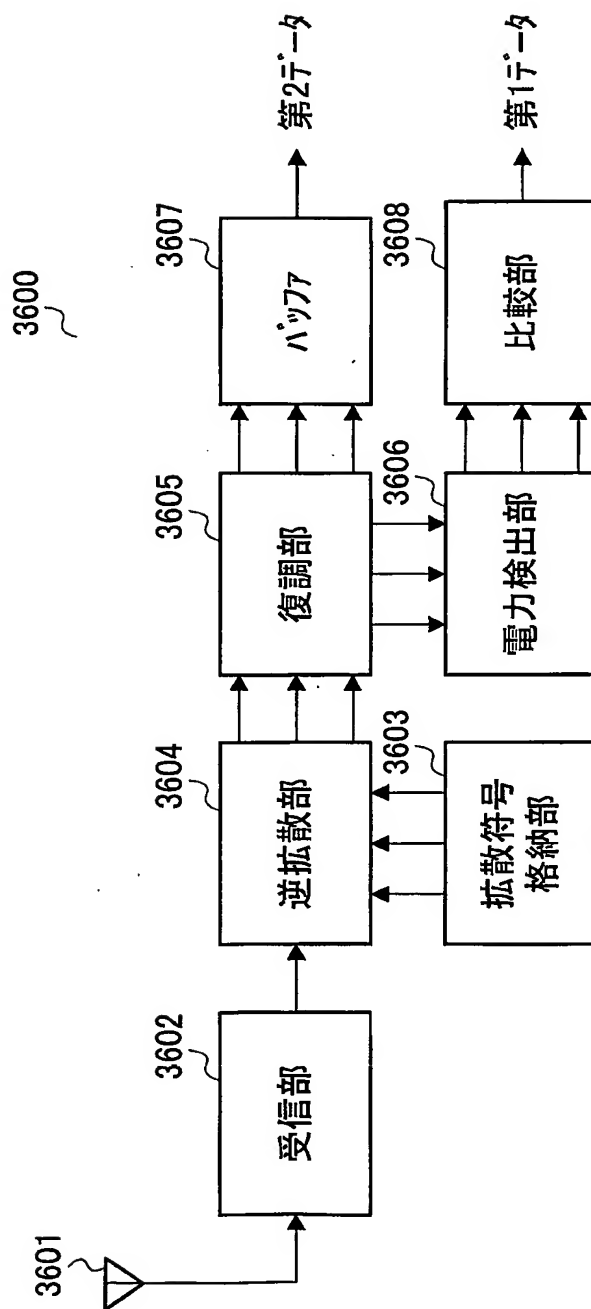 3600
3601
3602
受信部
3604
逆拡散部
3603
拡散符号
格納部
3605
復調部
3606
電力検出部
3607
バッファ
第2データ
3608
比較部
第1データ